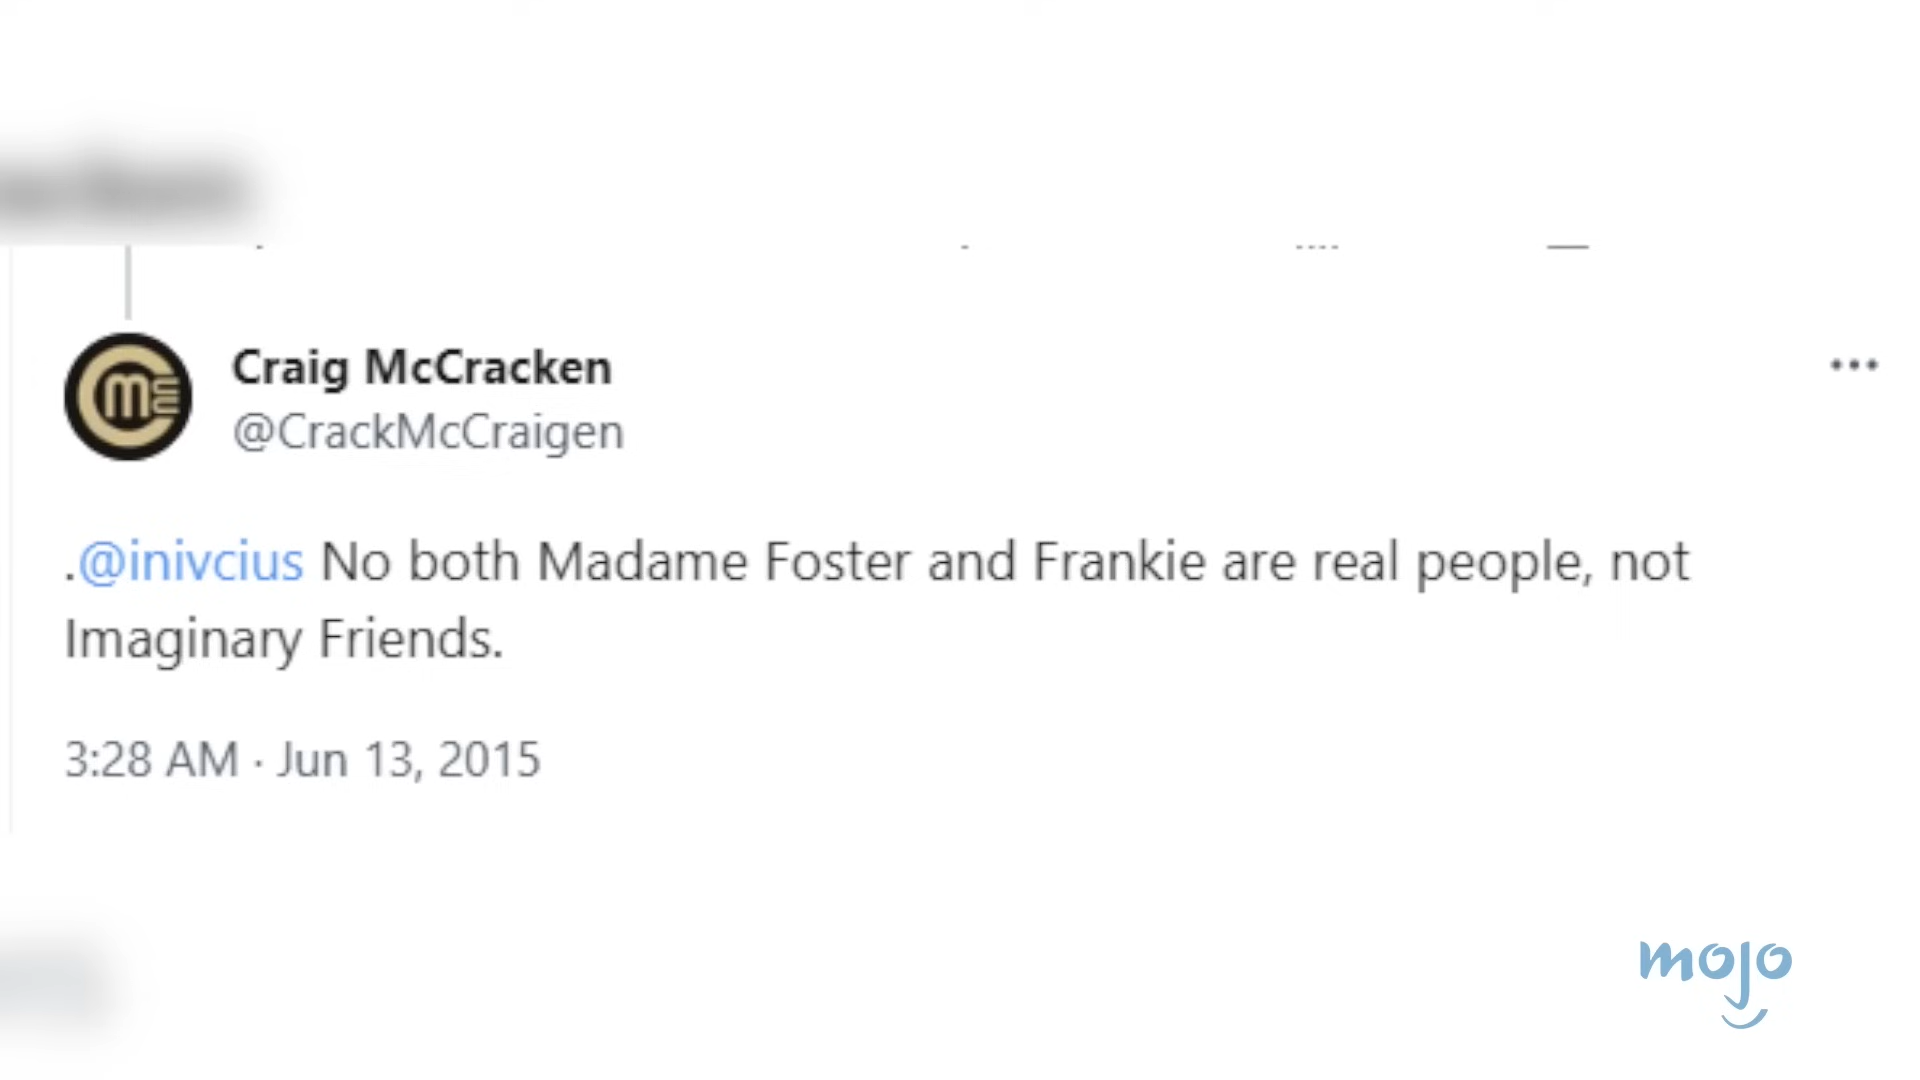 Craig McCracken
@CrackMcCraigen
.@inivcius No both Madame Foster and Frankie are real people, not
Imaginary Friends.
3:28 AM · Jun 13, 2015
mojo